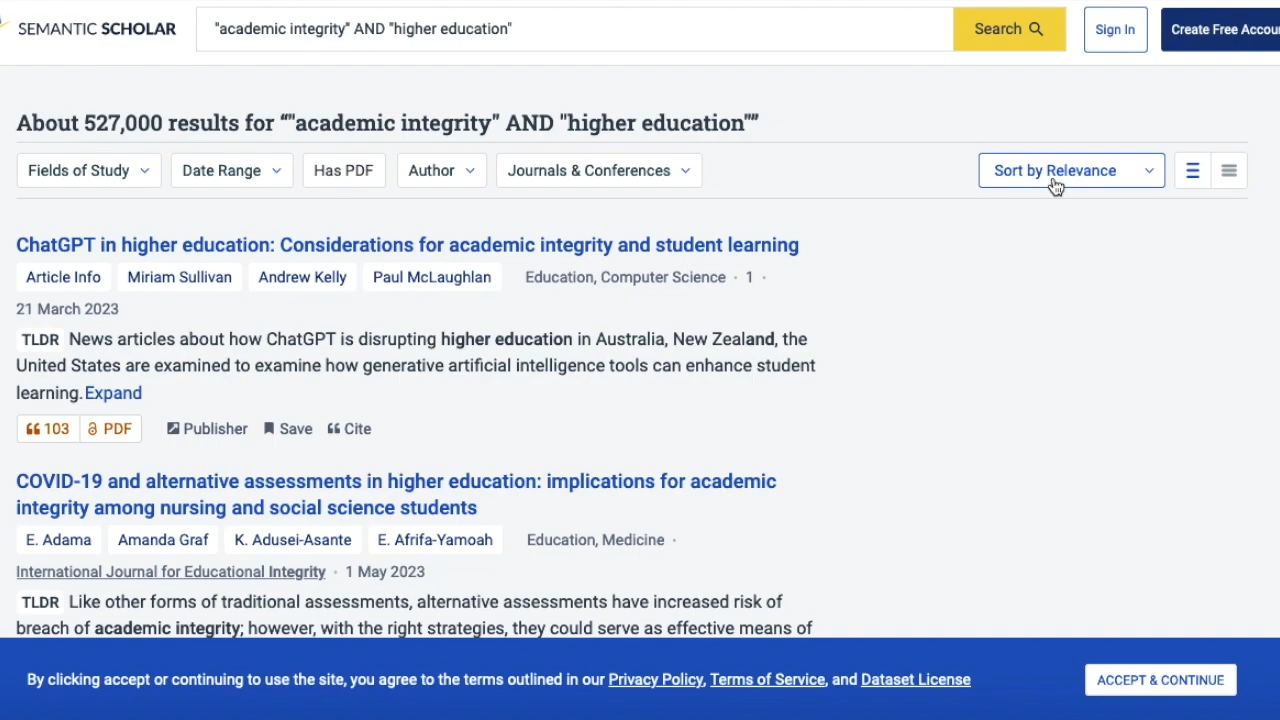 SEMANTIC SCHOLAR
"academic integrity" AND "higher education"
Search
Sign In
Create Free Accou
About 527,000 results for “"academic integrity" AND "higher education"”
Fields of Study
Date Range
Has PDF
Author
Journals & Conferences
Sort by Relevance
ChatGPT in higher education: Considerations for academic integrity and student learning
Article Info Miriam Sullivan Andrew Kelly Paul McLaughlan Education, Computer Science · 1 ·
21 March 2023
TLDR News articles about how ChatGPT is disrupting higher education in Australia, New Zealand, the
United States are examined to examine how generative artificial intelligence tools can enhance student
learning. Expand
103 PDF Publisher Save Cite
COVID-19 and alternative assessments in higher education: implications for academic
integrity among nursing and social science students
E. Adama Amanda Graf K. Adusei-Asante E. Afrifa-Yamoah Education, Medicine ·
International Journal for Educational Integrity · 1 May 2023
TLDR Like other forms of traditional assessments, alternative assessments have increased risk of
breach of academic integrity; however, with the right strategies, they could serve as effective means of
By clicking accept or continuing to use the site, you agree to the terms outlined in our Privacy Policy, Terms of Service, and Dataset License
ACCEPT & CONTINUE